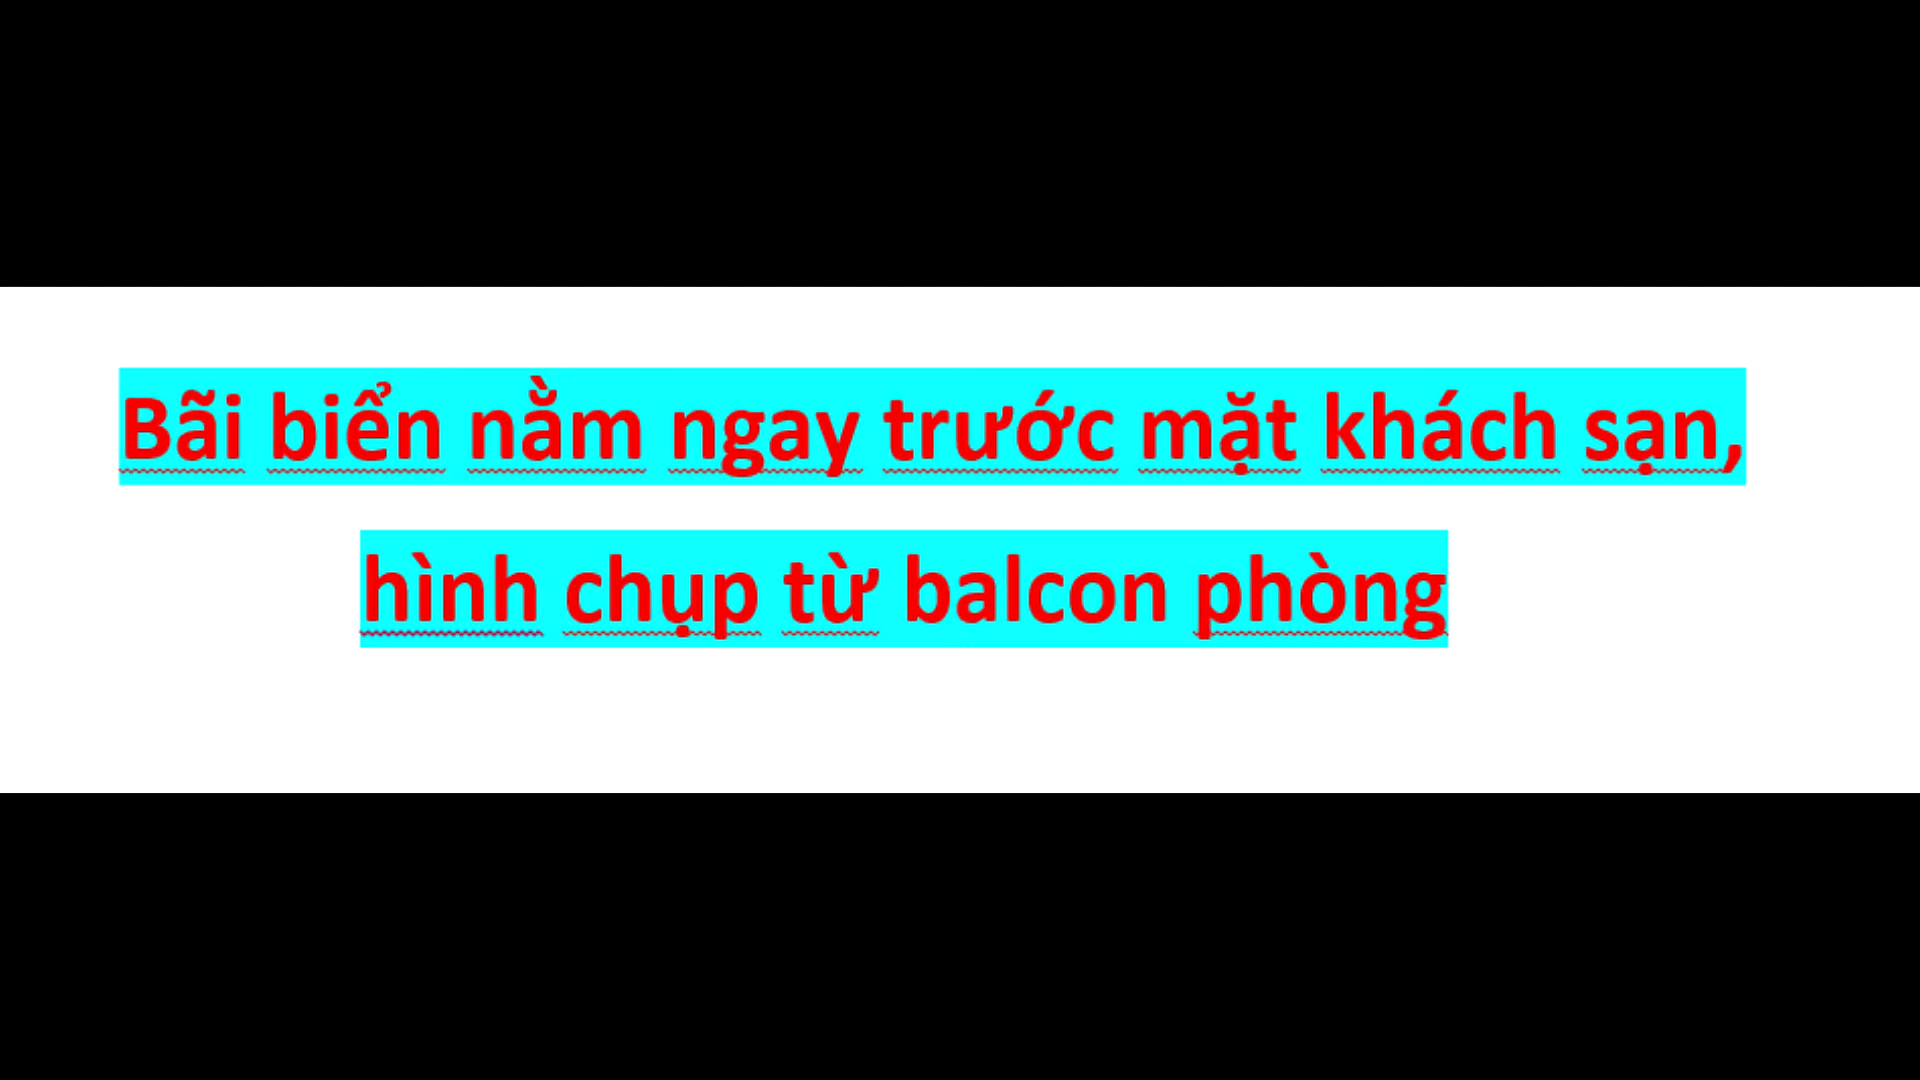 Bãi biển nằm ngay trước mặt khách sạn,
hình chụp từ balcon phòng